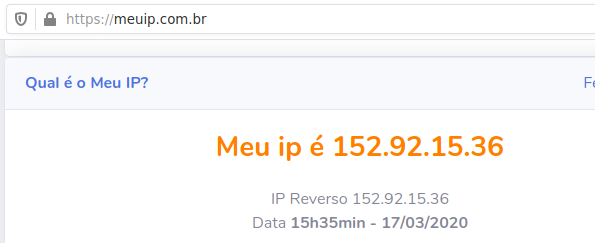 https://meuip.com.br
Qual é o Meu IP?
Meu ip é 152.92.15.36
IP Reverso 152.92.15.36
Data 15h35min - 17/03/2020